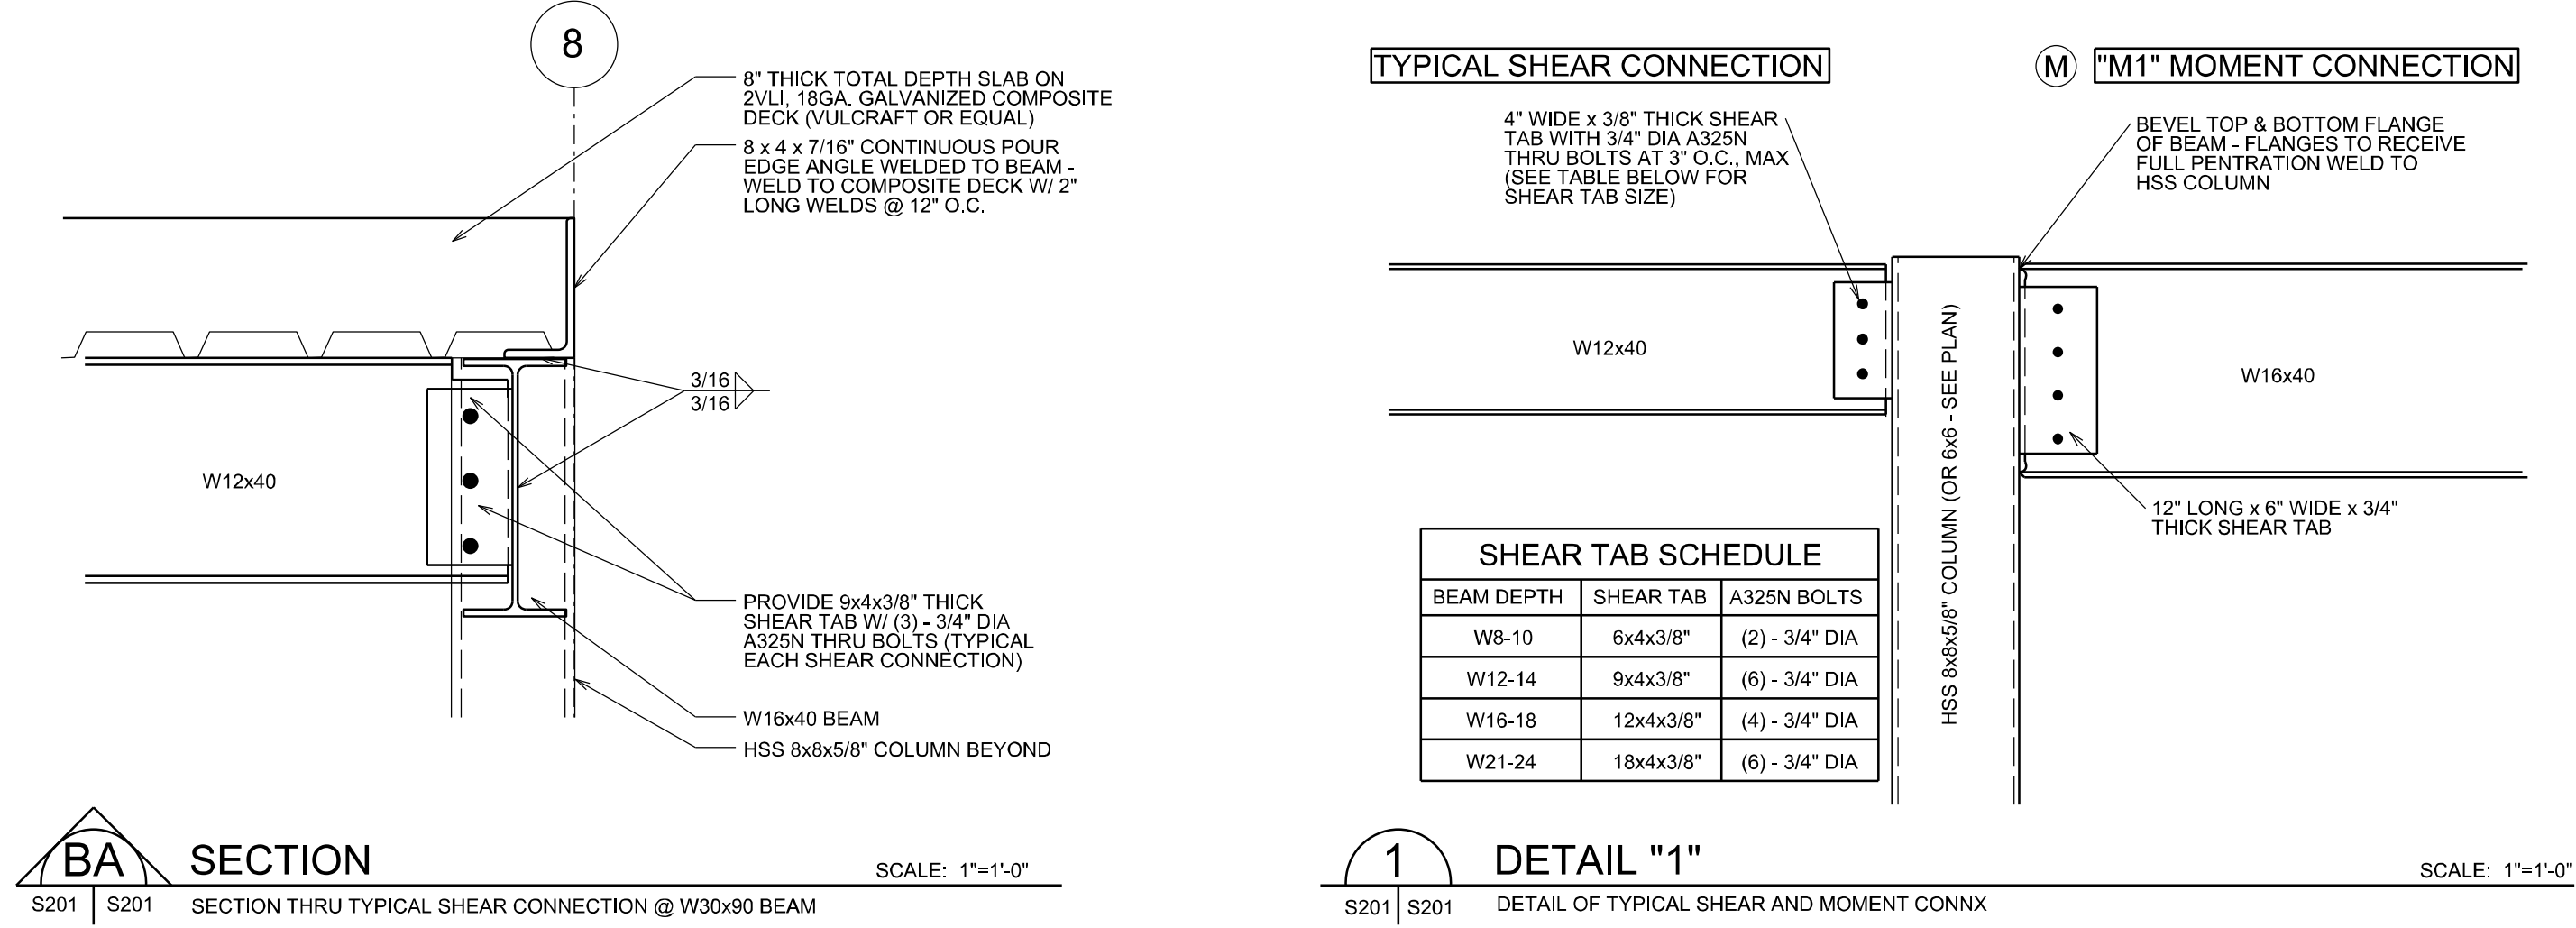 8
8" THICK TOTAL DEPTH SLAB ON
2VLI, 18GA. GALVANIZED COMPOSITE
DECK (VULCRAFT OR EQUAL)
8 x 4 x 7/16" CONTINUOUS POUR
EDGE ANGLE WELDED TO BEAM -
WELD TO COMPOSITE DECK W/ 2"
LONG WELDS @ 12" O.C.
3/16
3/16
W12x40
PROVIDE 9x4x3/8" THICK
SHEAR TAB W/ (3) - 3/4" DIA
A325N THRU BOLTS (TYPICAL
EACH SHEAR CONNECTION)
W16x40 BEAM
HSS 8x8x5/8" COLUMN BEYOND
BA
S201 S201
SECTION
SCALE: 1"=1'-0"
SECTION THRU TYPICAL SHEAR CONNECTION @ W30x90 BEAM
TYPICAL SHEAR CONNECTION
M "M1" MOMENT CONNECTION
4" WIDE x 3/8" THICK SHEAR
TAB WITH 3/4" DIA A325N
THRU BOLTS AT 3" O.C., MAX
(SEE TABLE BELOW FOR
SHEAR TAB SIZE)
BEVEL TOP & BOTTOM FLANGE
OF BEAM - FLANGES TO RECEIVE
FULL PENTRATION WELD TO
HSS COLUMN
W12x40
HSS 8x8x5/8" COLUMN (OR 6x6 - SEE PLAN)
W16x40
12" LONG x 6" WIDE x 3/4"
THICK SHEAR TAB
SHEAR TAB SCHEDULE
BEAM DEPTH SHEAR TAB A325N BOLTS
W8-10 6x4x3/8" (2) - 3/4" DIA
W12-14 9x4x3/8" (6) - 3/4" DIA
W16-18 12x4x3/8" (4) - 3/4" DIA
W21-24 18x4x3/8" (6) - 3/4" DIA
1
S201 S201
DETAIL "1"
SCALE: 1"=1'-0"
DETAIL OF TYPICAL SHEAR AND MOMENT CONNX